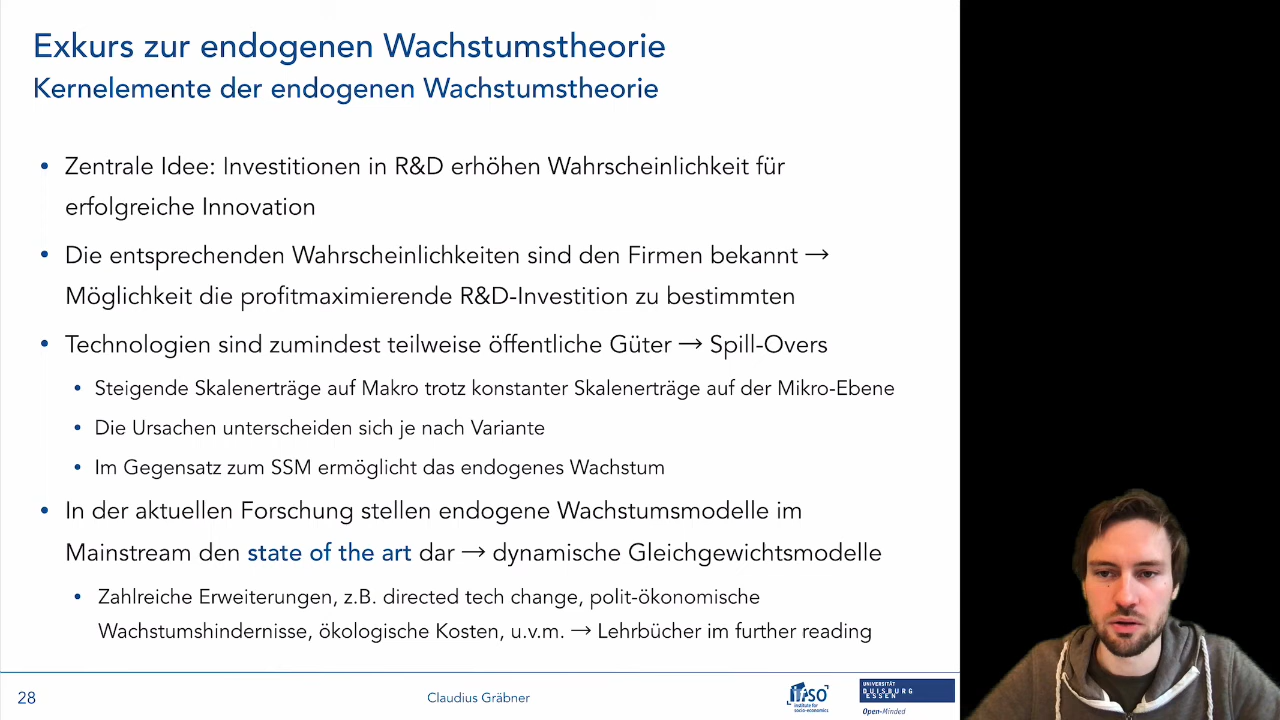 Exkurs zur endogenen Wachstumstheorie
Kernelemente der endogenen Wachstumstheorie
• Zentrale Idee: Investitionen in R&D erhöhen Wahrscheinlichkeit für
erfolgreiche Innovation
• Die entsprechenden Wahrscheinlichkeiten sind den Firmen bekannt →
Möglichkeit die profitmaximierende R&D-Investition zu bestimmten
• Technologien sind zumindest teilweise öffentliche Güter → Spill-Overs
• Steigende Skalenerträge auf Makro trotz konstanter Skalenerträge auf der Mikro-Ebene
• Die Ursachen unterscheiden sich je nach Variante
• Im Gegensatz zum SSM ermöglicht das endogenes Wachstum
• In der aktuellen Forschung stellen endogene Wachstumsmodelle im
Mainstream den state of the art dar → dynamische Gleichgewichtsmodelle
• Zahlreiche Erweiterungen, z.B. directed tech change, polit-ökonomische
Wachstumshindernisse, ökologische Kosten, u.v.m. → Lehrbücher im further reading
28
Claudius Gräbner
ifso
institute for
socio-economics
UNIVERSITÄT
DUISBURG
ESSEN
Open-Minded